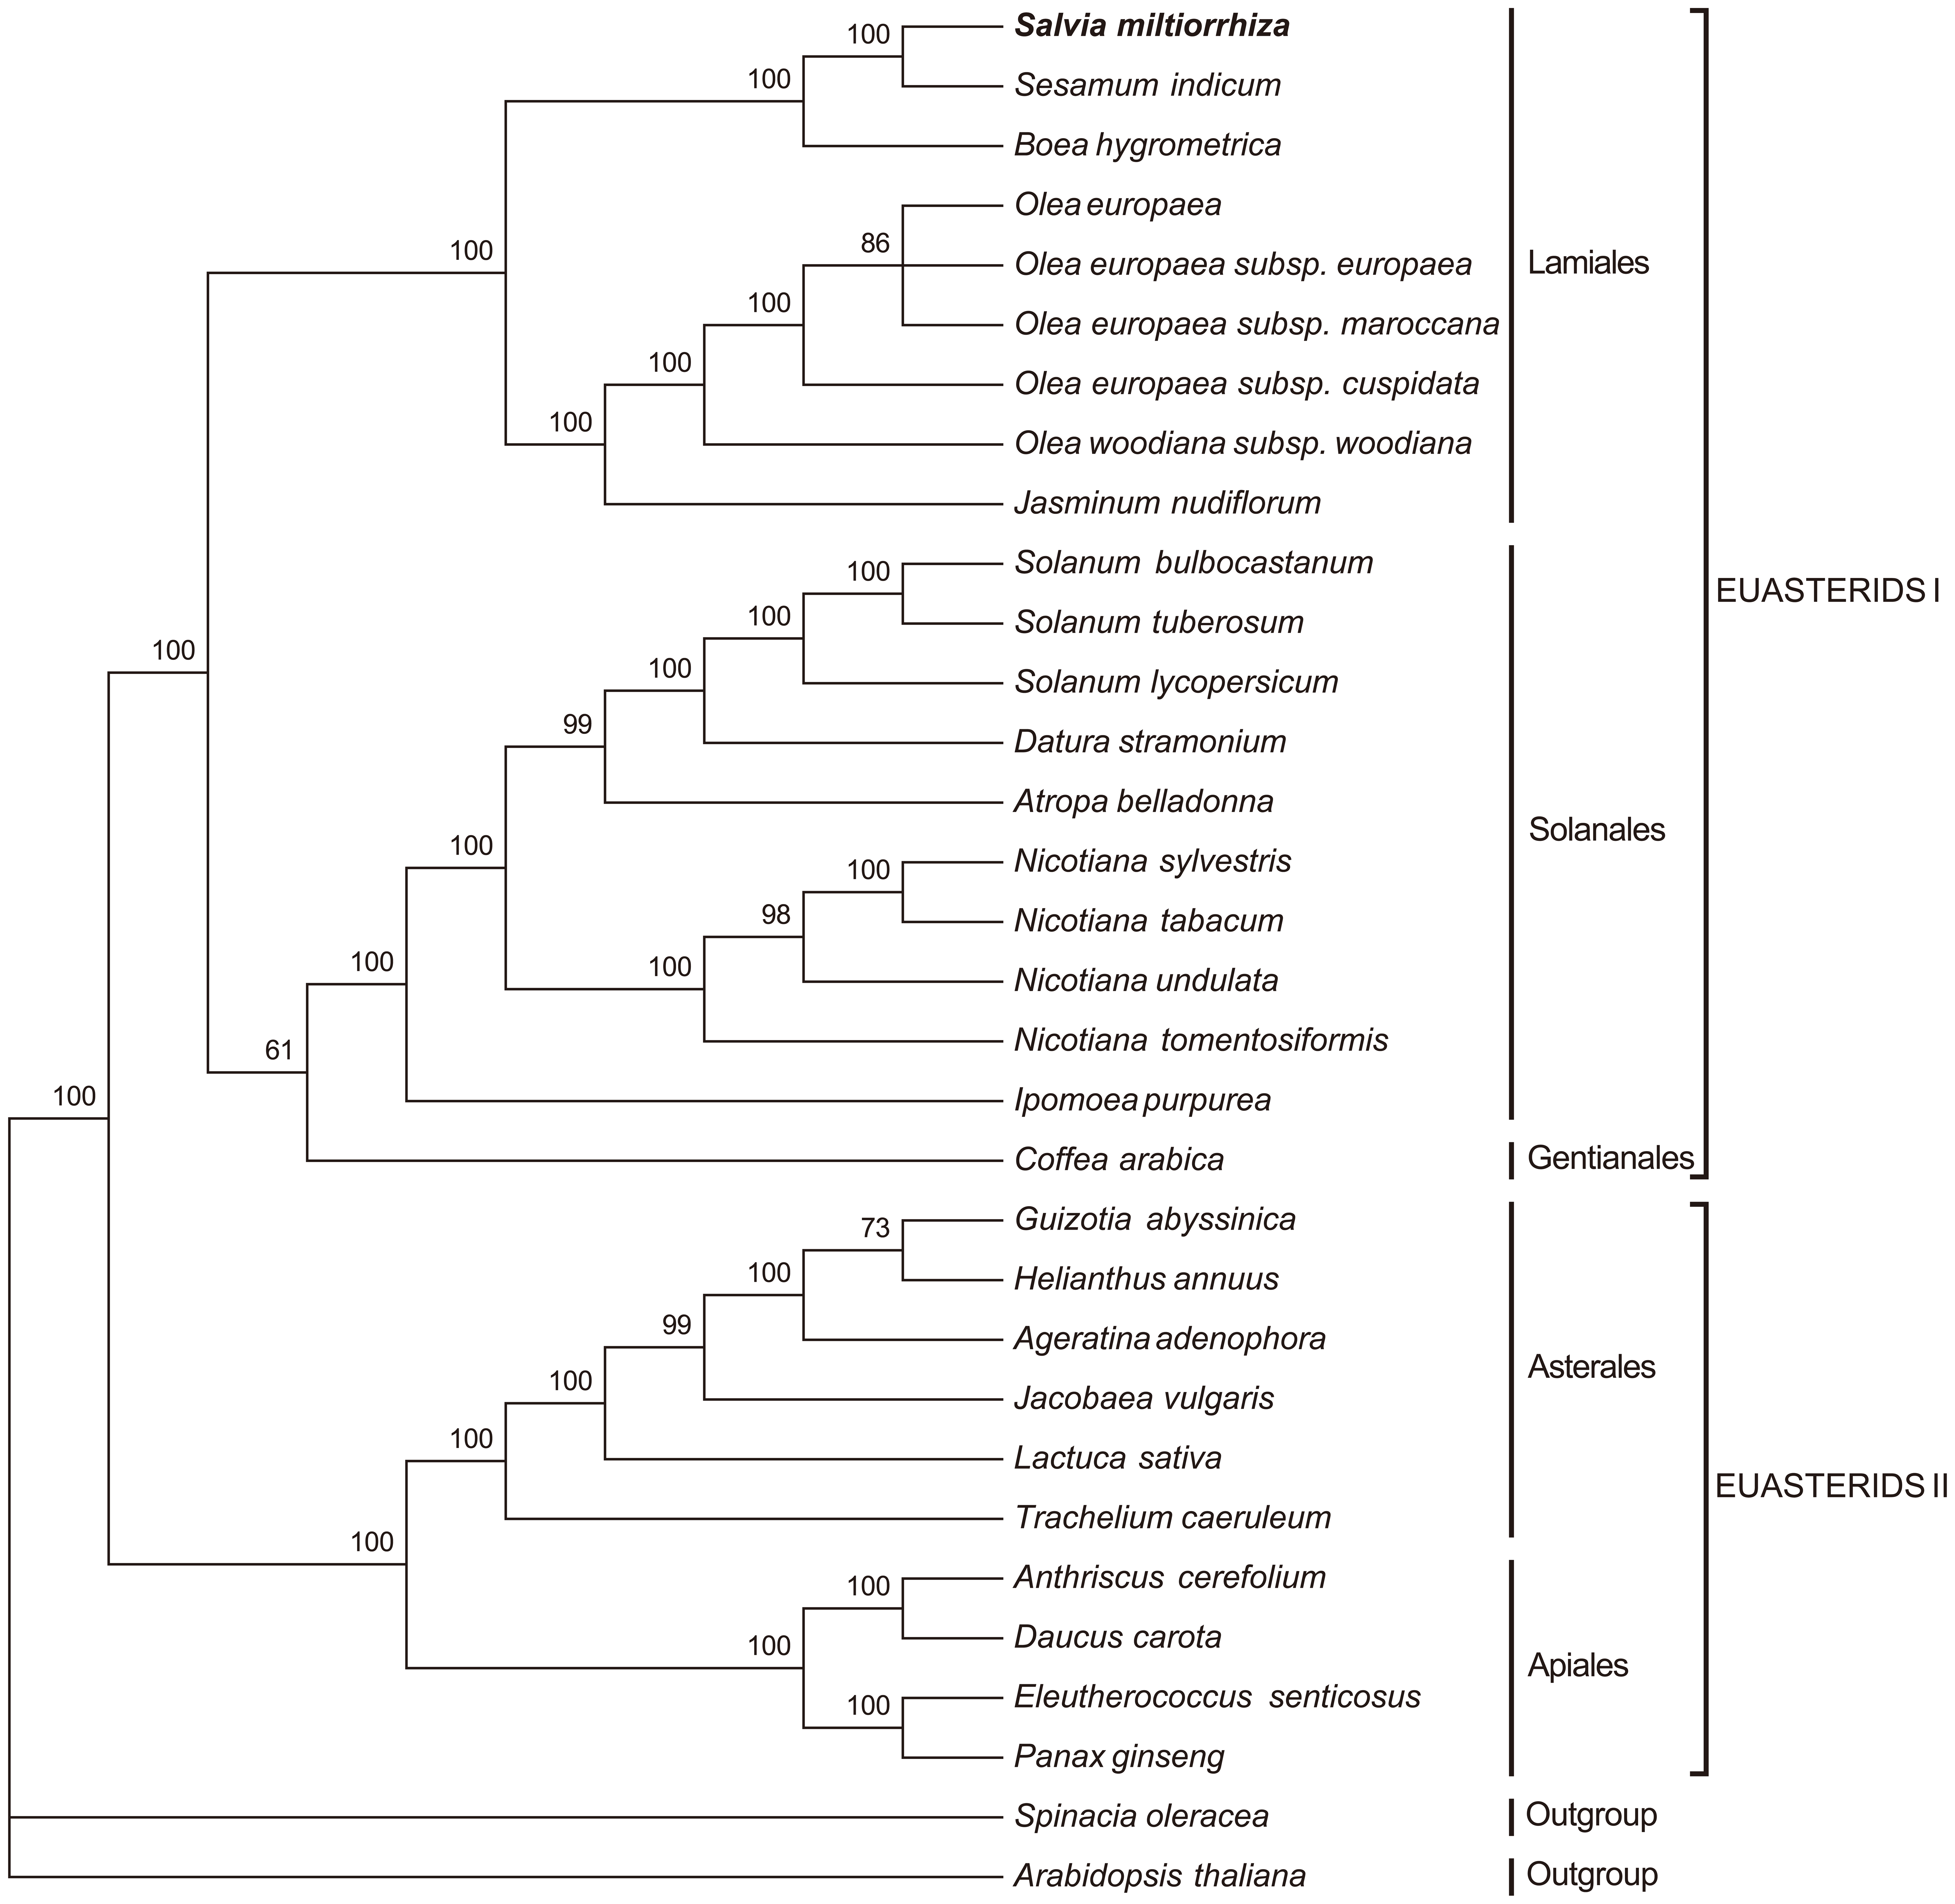 100 Salvia miltiorrhiza
100 Sesamum indicum
Boea hygrometrica
Olea europaea
100 86 Olea europaea subsp. europaea Lamiales
100 Olea europaea subsp. maroccana
100 Olea europaea subsp. cuspidata
100 Olea woodiana subsp. woodiana
Jasminum nudiflorum
100 Solanum bulbocastanum
EUASTERIDS I
100 Solanum tuberosum
100 100 Solanum lycopersicum
99 Datura stramonium
Atropa belladonna
Solanales
100 100 Nicotiana sylvestris
98 Nicotiana tabacum
100 100 Nicotiana undulata
61 Nicotiana tomentosiformis
100 Ipomoea purpurea
Coffea arabica Gentianales
73 Guizotia abyssinica
100 Helianthus annuus
99 Ageratina adenophora
Asterales
100 Jacobaea vulgaris
100 Lactuca sativa
EUASTERIDS II
Trachelium caeruleum
100 100 Anthriscus cerefolium
100 Daucus carota
Apiales
100 Eleutherococcus senticosus
Panax ginseng
Spinacia oleracea Outgroup
Arabidopsis thaliana Outgroup